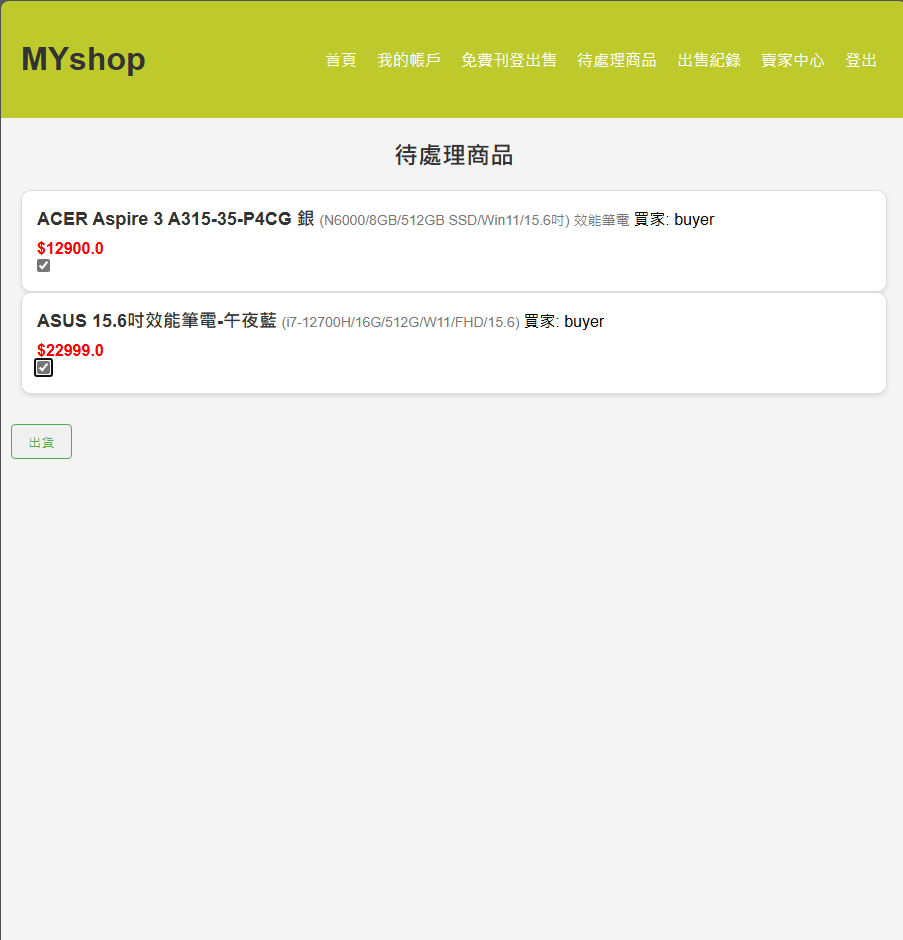 MYshop
首頁 我的帳戶 免費刊登出售 待處理商品 出售紀錄 賣家中心 登出
待處理商品
ACER Aspire 3 A315-35-P4CG 銀 (N6000/8GB/512GB SSD/Win11/15.6吋) 效能筆電 買家: buyer
$12900.0
ASUS 15.6吋效能筆電-午夜藍 (i7-12700H/16G/512G/W11/FHD/15.6) 買家: buyer
$22999.0
出貨